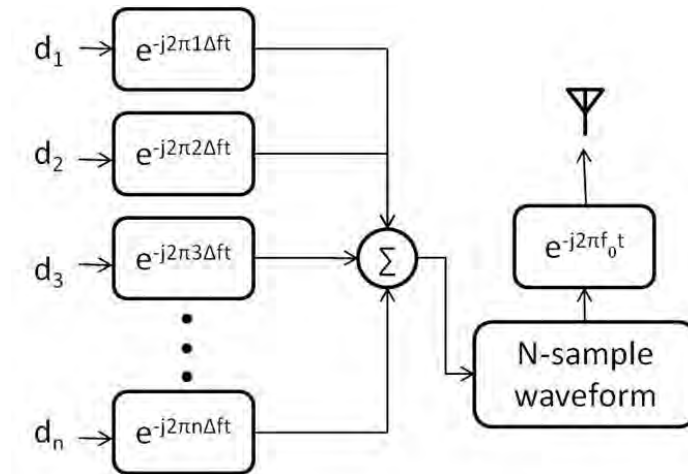 d₁
e^-j2π1Δft
d₂
e^-j2π2Δft
d₃
e^-j2π3Δft
dₙ
e^-j2πnΔft
Σ
e^-j2πf₀t
N-sample
waveform